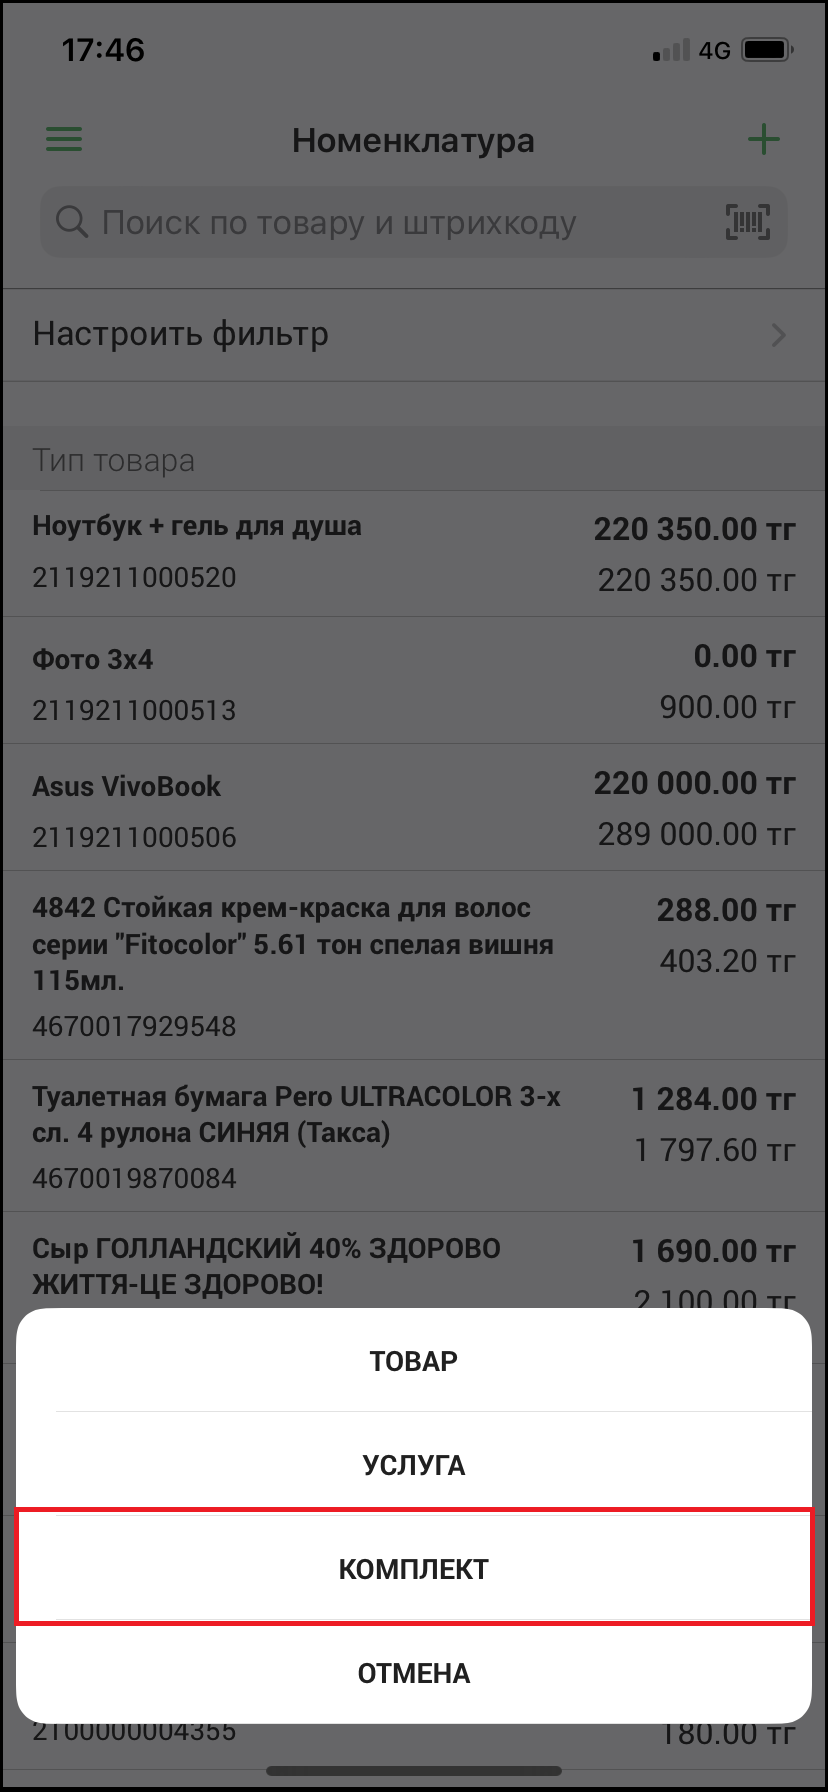 17:46
4G
Номенклатура
Поиск по товару и штрихкоду
Настроить фильтр
Тип товара
Ноутбук + гель для душа 220 350.00 тг
2119211000520 220 350.00 тг
Фото 3х4 0.00 тг
2119211000513 900.00 тг
Asus VivoBook 220 000.00 тг
2119211000506 289 000.00 тг
4842 Стойкая крем-краска для волос 288.00 тг
серии "Fitocolor" 5.61 тон спелая вишня 403.20 тг
115мл.
4670017929548
Туалетная бумага Pero ULTRACOLOR 3-х 1 284.00 тг
сл. 4 рулона СИНЯЯ (Такса) 1 797.60 тг
4670019870084
Сыр ГОЛЛАНДСКИЙ 40% ЗДОРОВО 1 690.00 тг
ЖИТТЯ-ЦЕ ЗДОРОВО! 2 100.00 тг
ТОВАР
УСЛУГА
КОМПЛЕКТ
ОТМЕНА
2100000004355 180.00 тг